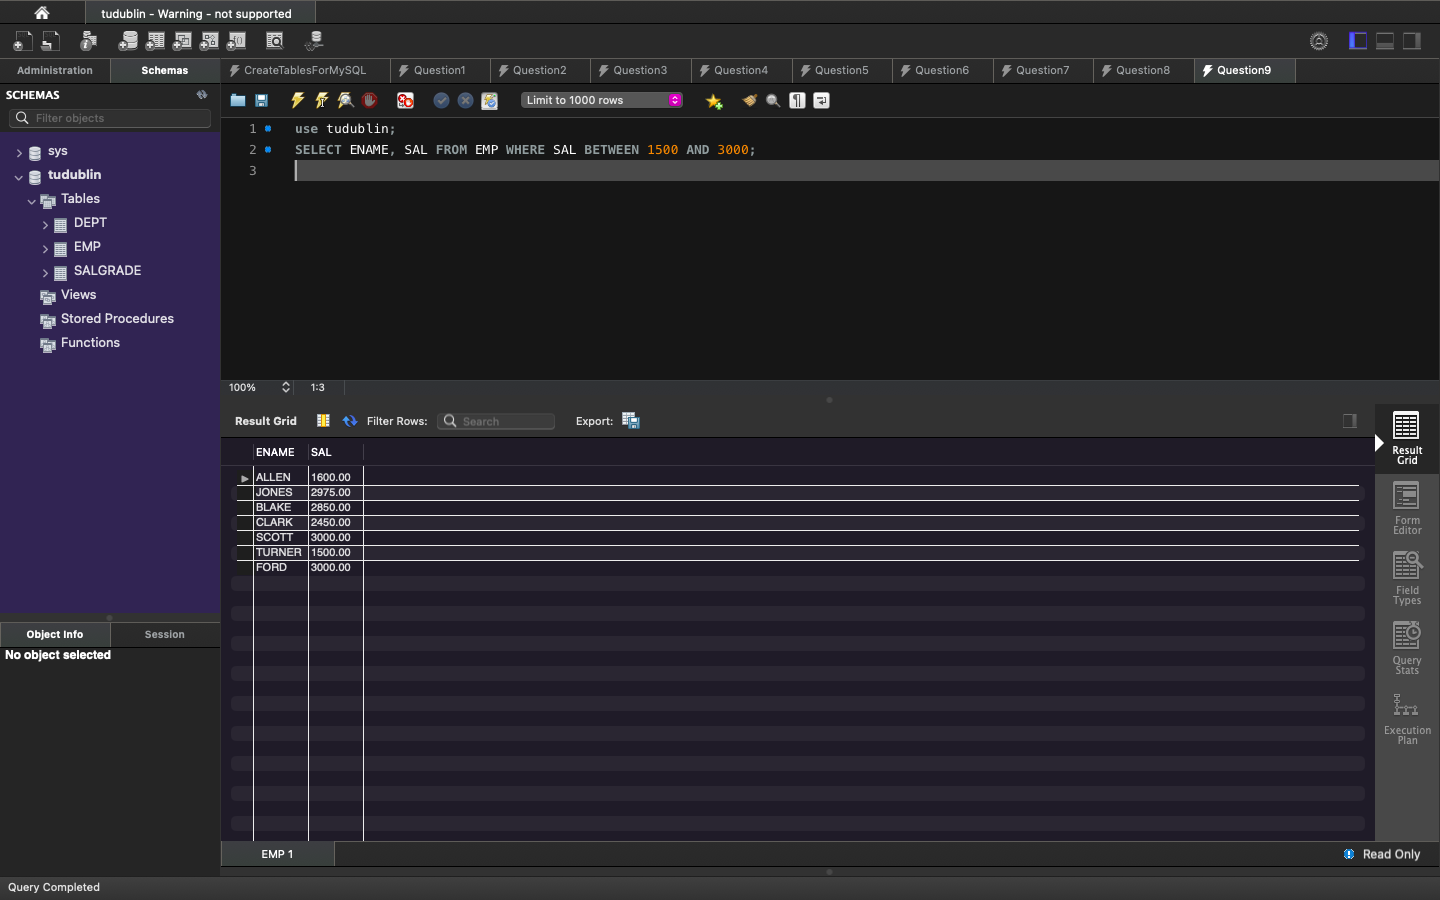 tudublin - Warning - not supported
Administration
Schemas
CreateTablesForMySQL
Question1
Question2
Question3
Question4
Question5
Question6
Question7
Question8
Question9
SCHEMAS
Filter objects
sys
tudublin
Tables
DEPT
EMP
SALGRADE
Views
Stored Procedures
Functions
Limit to 1000 rows
1 use tudublin;
2 SELECT ENAME, SAL FROM EMP WHERE SAL BETWEEN 1500 AND 3000;
3
100%
1:3
Result Grid
Filter Rows:
Search
Export:
ENAME SAL
ALLEN 1600.00
JONES 2975.00
BLAKE 2850.00
CLARK 2450.00
SCOTT 3000.00
TURNER 1500.00
FORD 3000.00
Result
Grid
Form
Editor
Field
Types
Query
Stats
Execution
Plan
Object Info
Session
No object selected
EMP 1
Read Only
Query Completed